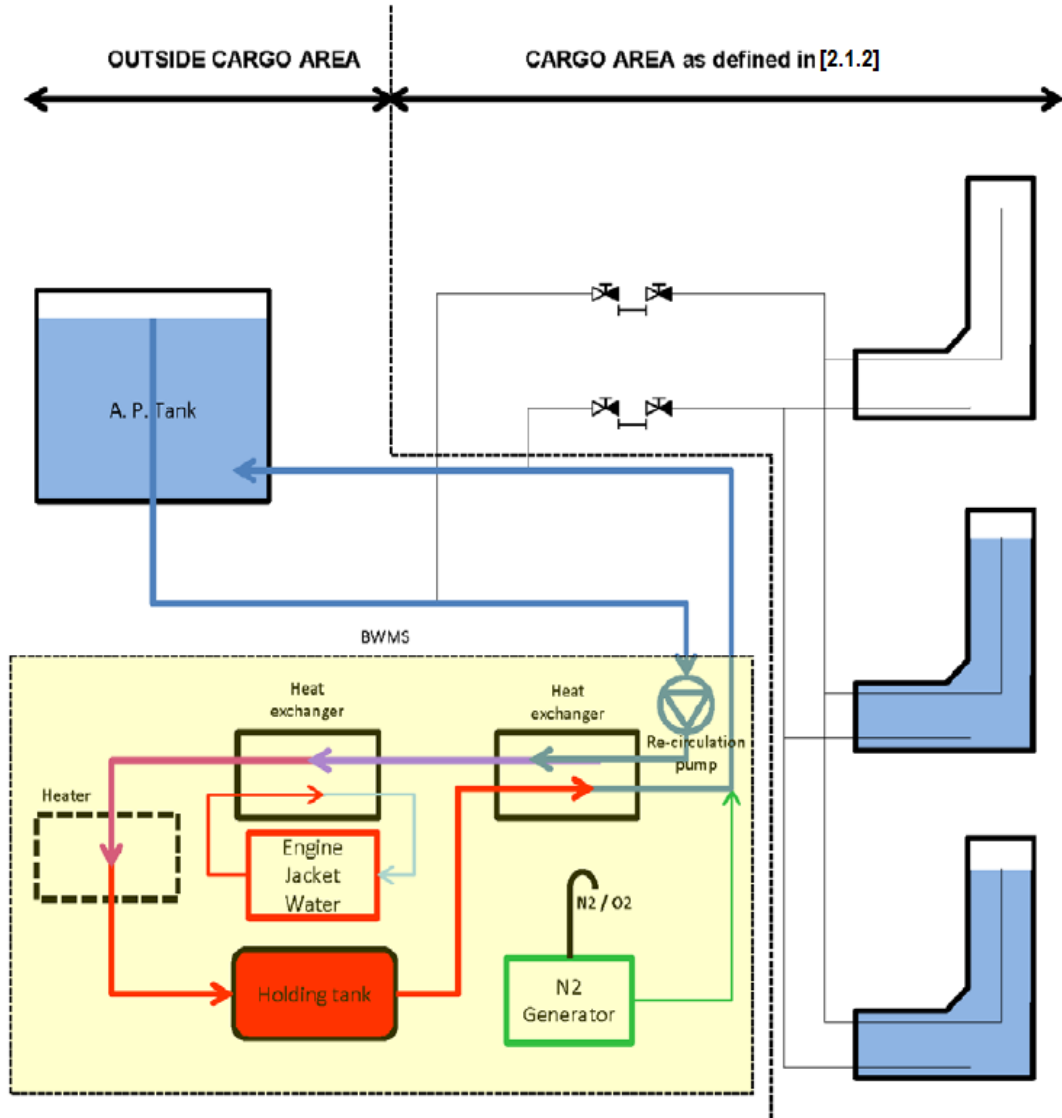 OUTSIDE CARGO AREA
CARGO AREA as defined in [2.1.2]
A. P. Tank
BWMS
Heat
exchanger
Heat
exchanger
Re-circulation
pump
Heater
Engine
Jacket
Water
N2 / O2
Holding tank
N2
Generator